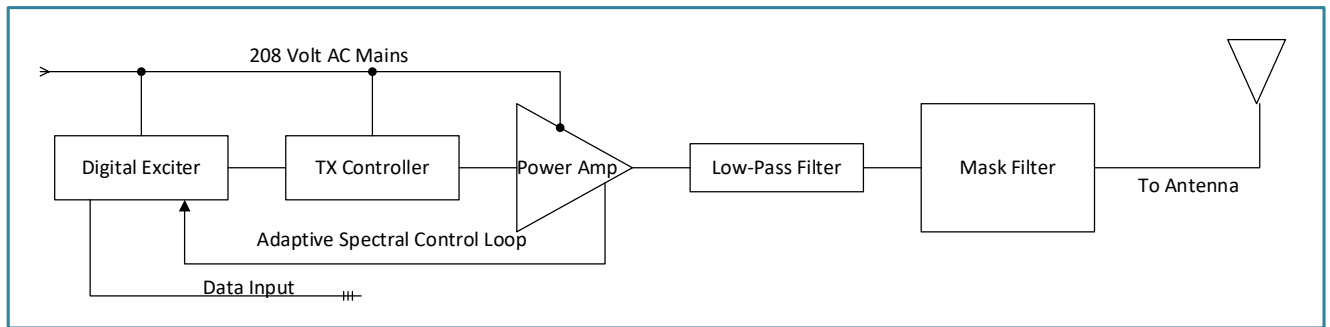 208 Volt AC Mains
Digital Exciter
TX Controller
Power Amp
Low-Pass Filter
Mask Filter
To Antenna
Adaptive Spectral Control Loop
Data Input